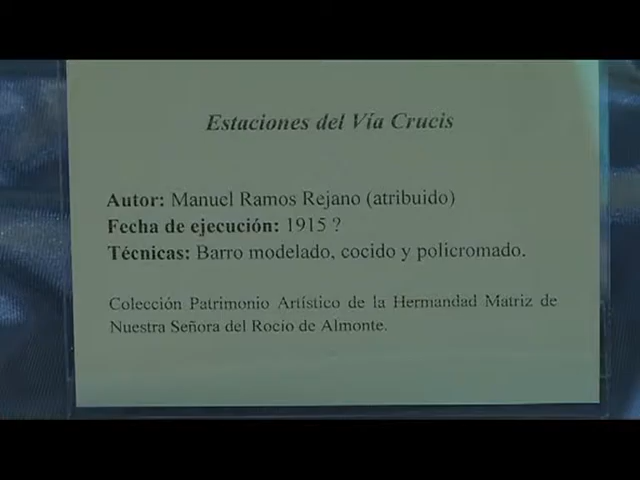 Estaciones del Vía Crucis
Autor: Manuel Ramos Rejano (atribuido)
Fecha de ejecución: 1915 ?
Técnicas: Barro modelado, cocido y policromado.
Colección Patrimonio Artístico de la Hermandad Matriz de
Nuestra Señora del Rocío de Almonte.